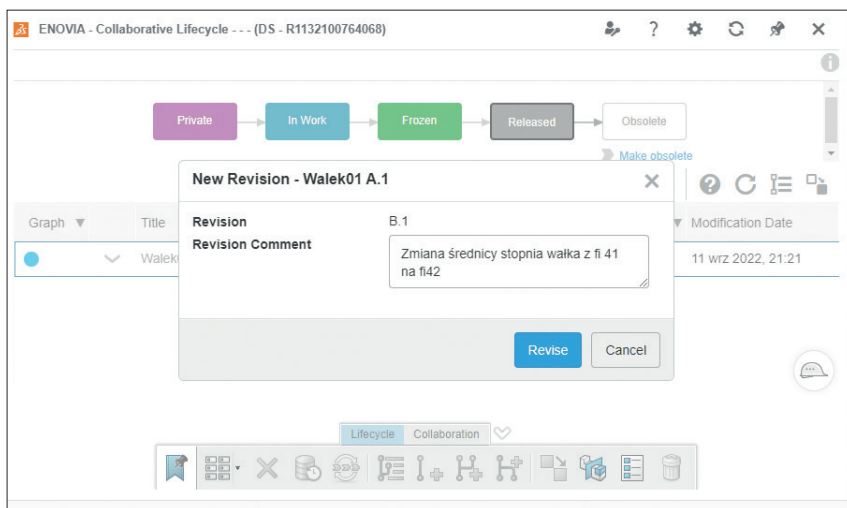 ENOVIA - Collaborative Lifecycle - - - (DS - R1132100764068)
Private
In Work
Frozen
Released
Obsolete
Make obsolete
New Revision - Walek01 A.1
Graph
Title
Modification Date
Revision
B.1
Revision Comment
Zmiana średnicy stopnia wałka z fi 41
na fi42
11 wrz 2022, 21:21
Revise
Cancel
Lifecycle
Collaboration